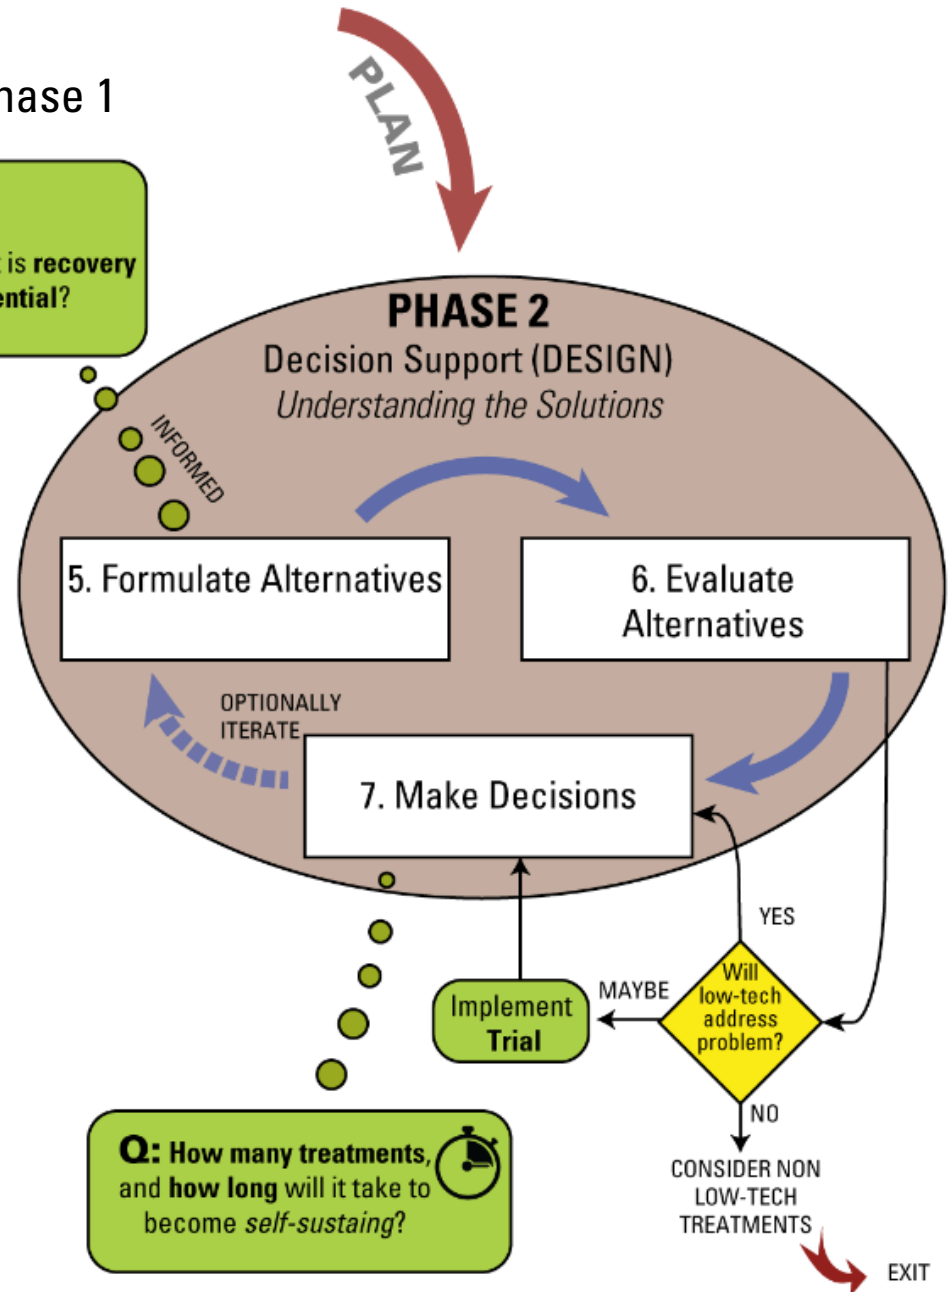 hase 1
PLAN
is recovery
ential?
PHASE 2
Decision Support (DESIGN)
Understanding the Solutions
INFORMED
5. Formulate Alternatives
6. Evaluate
Alternatives
OPTIONALLY
ITERATE
7. Make Decisions
YES
Will
low-tech
address
problem?
MAYBE
Implement
Trial
NO
CONSIDER NON
LOW-TECH
TREATMENTS
EXIT
Q: How many treatments,
and how long will it take to
become self-sustaing?